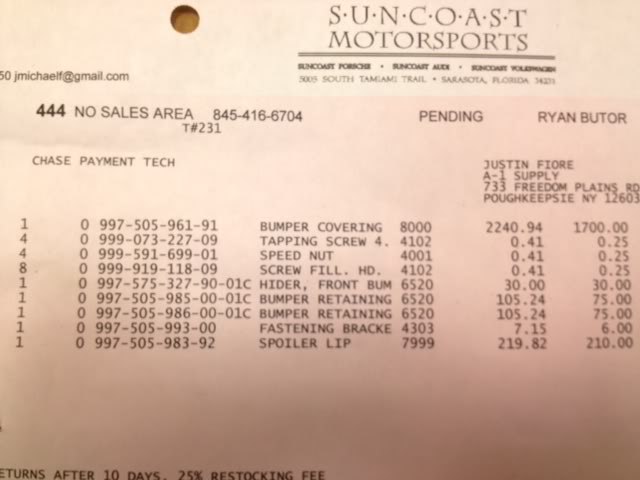 S·U·N·C·O·A·S·T
MOTORSPORTS
SUNCOAST PORSCHE • SUNCOAST AUDI • SUNCOAST VOLKSWAGEN
5005 SOUTH TAMIAMI TRAIL • SARASOTA, FLORIDA 34231
50 jmichaelf@gmail.com
444 NO SALES AREA 845-416-6704 PENDING RYAN BUTOR
T#231
CHASE PAYMENT TECH
JUSTIN FIORE
A-1 SUPPLY
733 FREEDOM PLAINS RD
POUGHKEEPSIE NY 12603
1 0 997-505-961-91 BUMPER COVERING 8000 2240.94 1700.00
4 0 999-073-227-09 TAPPING SCREW 4. 4102 0.41 0.25
4 0 999-591-699-01 SPEED NUT 4001 0.41 0.25
8 0 999-919-118-09 SCREW FILL. HD. 4102 0.41 0.25
1 0 997-575-327-90-01C HIDER, FRONT BUM 6520 30.00 30.00
1 0 997-505-985-00-01C BUMPER RETAINING 6520 105.24 75.00
1 0 997-505-986-00-01C BUMPER RETAINING 6520 105.24 75.00
1 0 997-505-993-00 FASTENING BRACKE 4303 7.15 6.00
1 0 997-505-983-92 SPOILER LIP 7999 219.82 210.00
ETURNS AFTER 10 DAYS. 25% RESTOCKING FEE